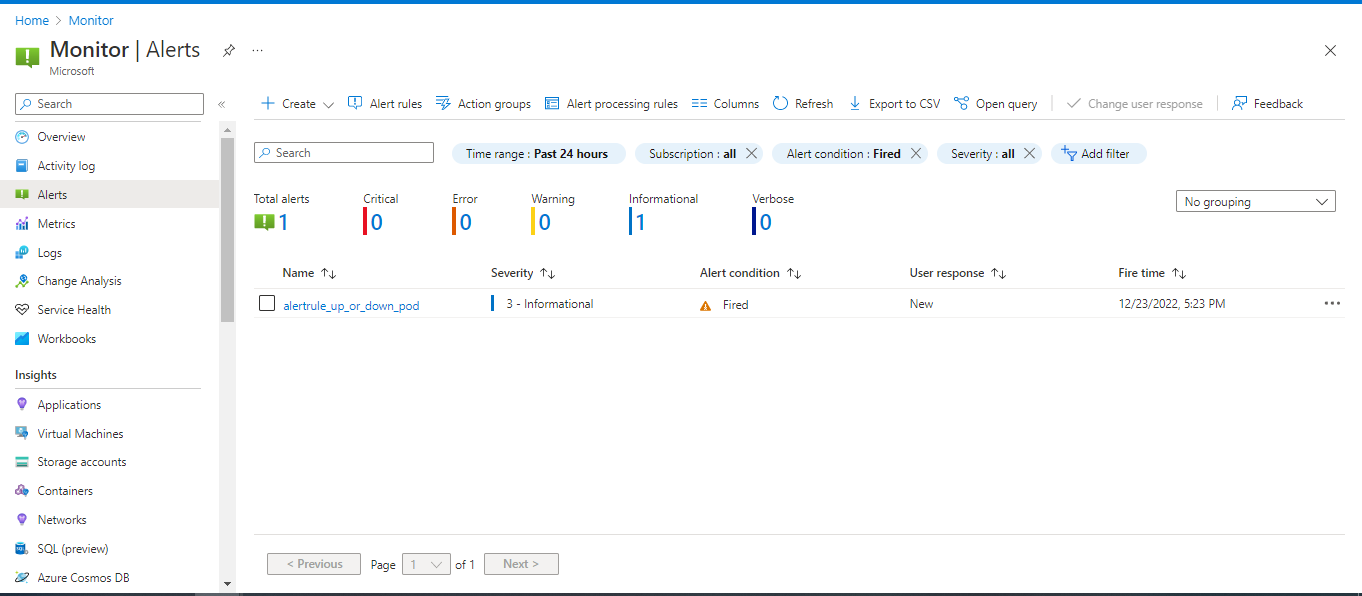 Home > Monitor
Monitor | Alerts
Microsoft
Search
Overview
Activity log
Alerts
Metrics
Logs
Change Analysis
Service Health
Workbooks
Insights
Applications
Virtual Machines
Storage accounts
Containers
Networks
SQL (preview)
Azure Cosmos DB
Create Alert rules Action groups Alert processing rules Columns Refresh Export to CSV Open query Change user response Feedback
Search Time range : Past 24 hours Subscription : all Alert condition : Fired Severity : all Add filter
Total alerts Critical Error Warning Informational Verbose
1 0 0 0 1 0
No grouping
Name Severity Alert condition User response Fire time
alertrule_up_or_down_pod 3 - Informational Fired New 12/23/2022, 5:23 PM
< Previous Page 1 of 1 Next >